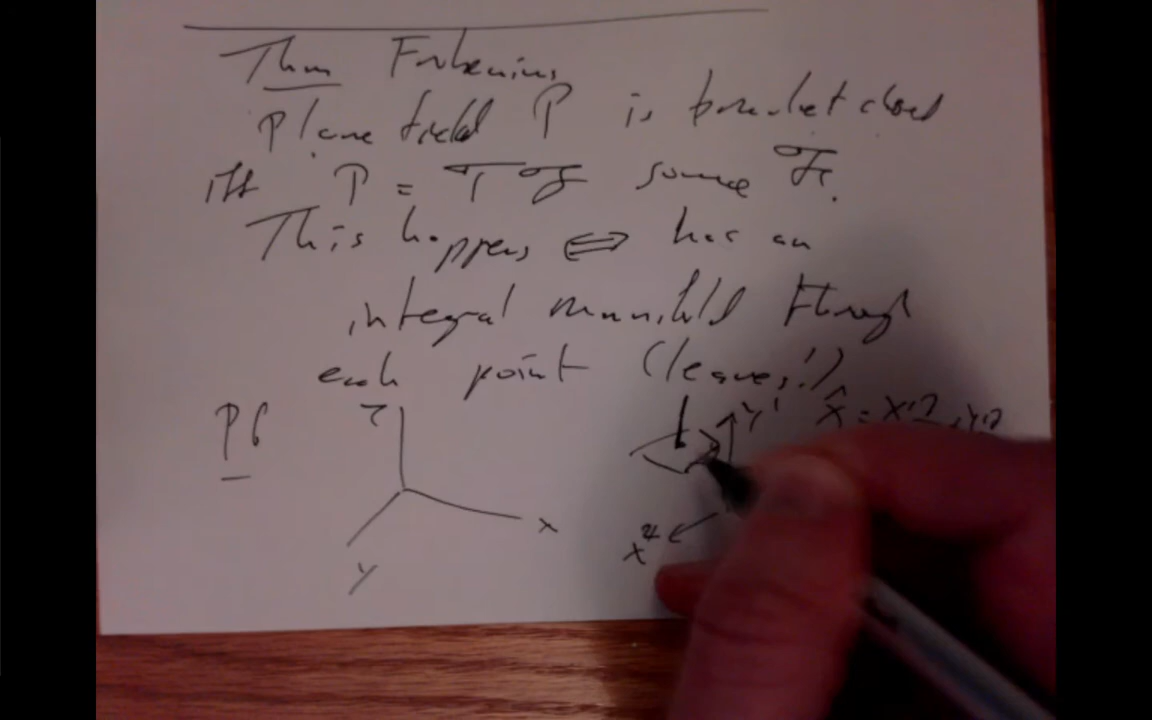 Thm Frobenius
plane field P is bracket closed
iff P = TF some F.
This happens ⇔ has an
integral manifold through
each point (leaves!)
Pf
z
x
y